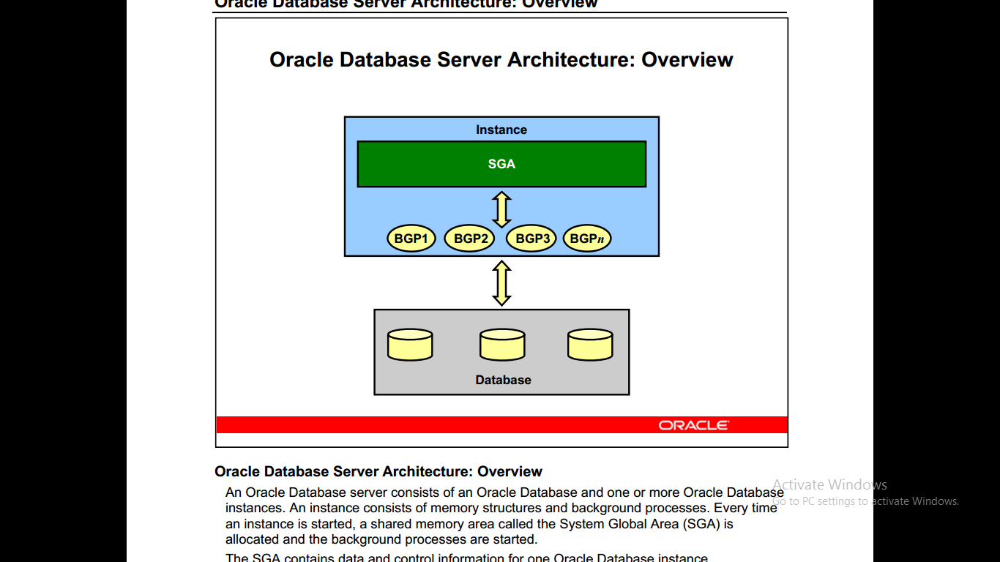 Oracle Database Server Architecture: Overview
Oracle Database Server Architecture: Overview
Instance
SGA
BGP1 BGP2 BGP3 BGPn
Database
ORACLE
Oracle Database Server Architecture: Overview
An Oracle Database server consists of an Oracle Database and one or more Oracle Database
instances. An instance consists of memory structures and background processes. Every time
an instance is started, a shared memory area called the System Global Area (SGA) is
allocated and the background processes are started.
The SGA contains data and control information for one Oracle Database instance.
Activate Windows
Go to PC settings to activate Windows.